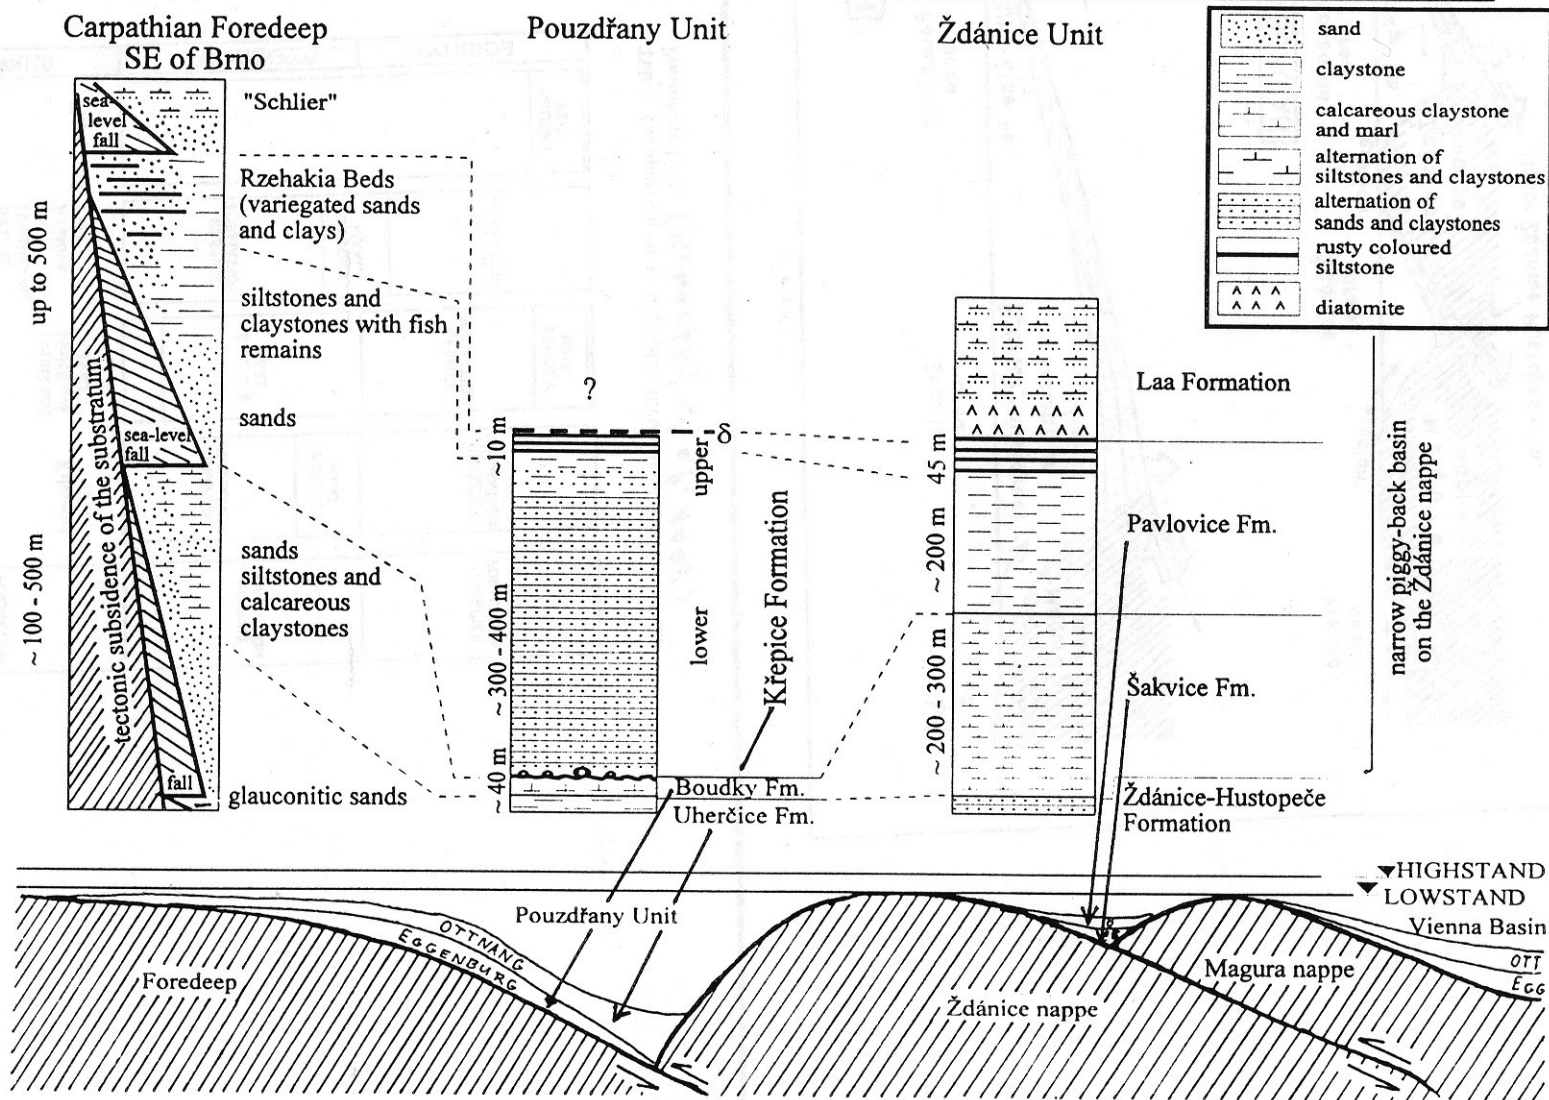 Carpathian Foredeep
SE of Brno
Pouzdřany Unit
Ždánice Unit
sand
claystone
calcareous claystone
and marl
alternation of
siltstones and claystones
alternation of
sands and claystones
rusty coloured
siltstone
diatomite
up to 500 m
~ 100 - 500 m
tectonic subsidence of the substratum
sea-
level
fall
sea-level
fall
fall
"Schlier"
Rzehakia Beds
(variegated sands
and clays)
siltstones and
claystones with fish
remains
sands
sands
siltstones and
calcareous
claystones
glauconitic sands
?
~10 m
~ 300 - 400 m
~ 40 m
δ
upper
lower
Křepice Formation
Boudky Fm.
Uherčice Fm.
45 m
~ 200 m
~ 200 - 300 m
Laa Formation
Pavlovice Fm.
Šakvice Fm.
Ždánice-Hustopeče
Formation
narrow piggy-back basin
on the Ždánice nappe
HIGHSTAND
LOWSTAND
Vienna Basin
Pouzdřany Unit
OTTNANG
EGGENBURG
Foredeep
Ždánice nappe
Magura nappe
OTT
EGG